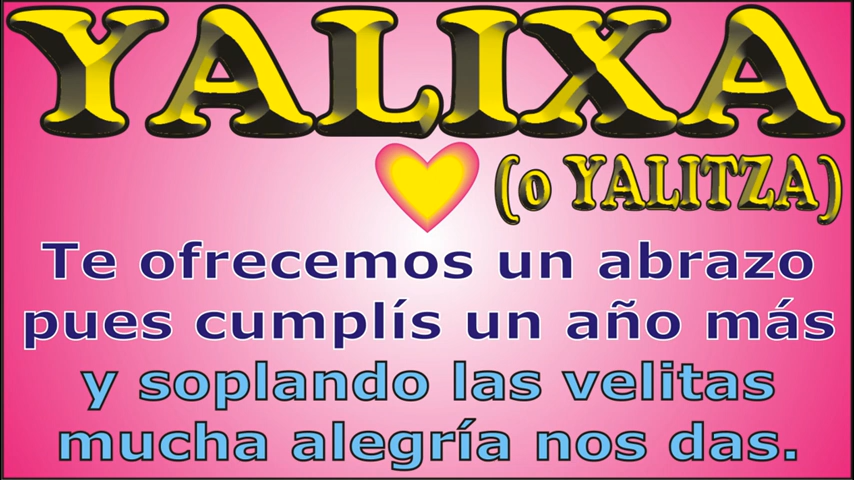 YALIXA
(o YALITZA)
Te ofrecemos un abrazo
pues cumplís un año más
y soplando las velitas
mucha alegría nos das.